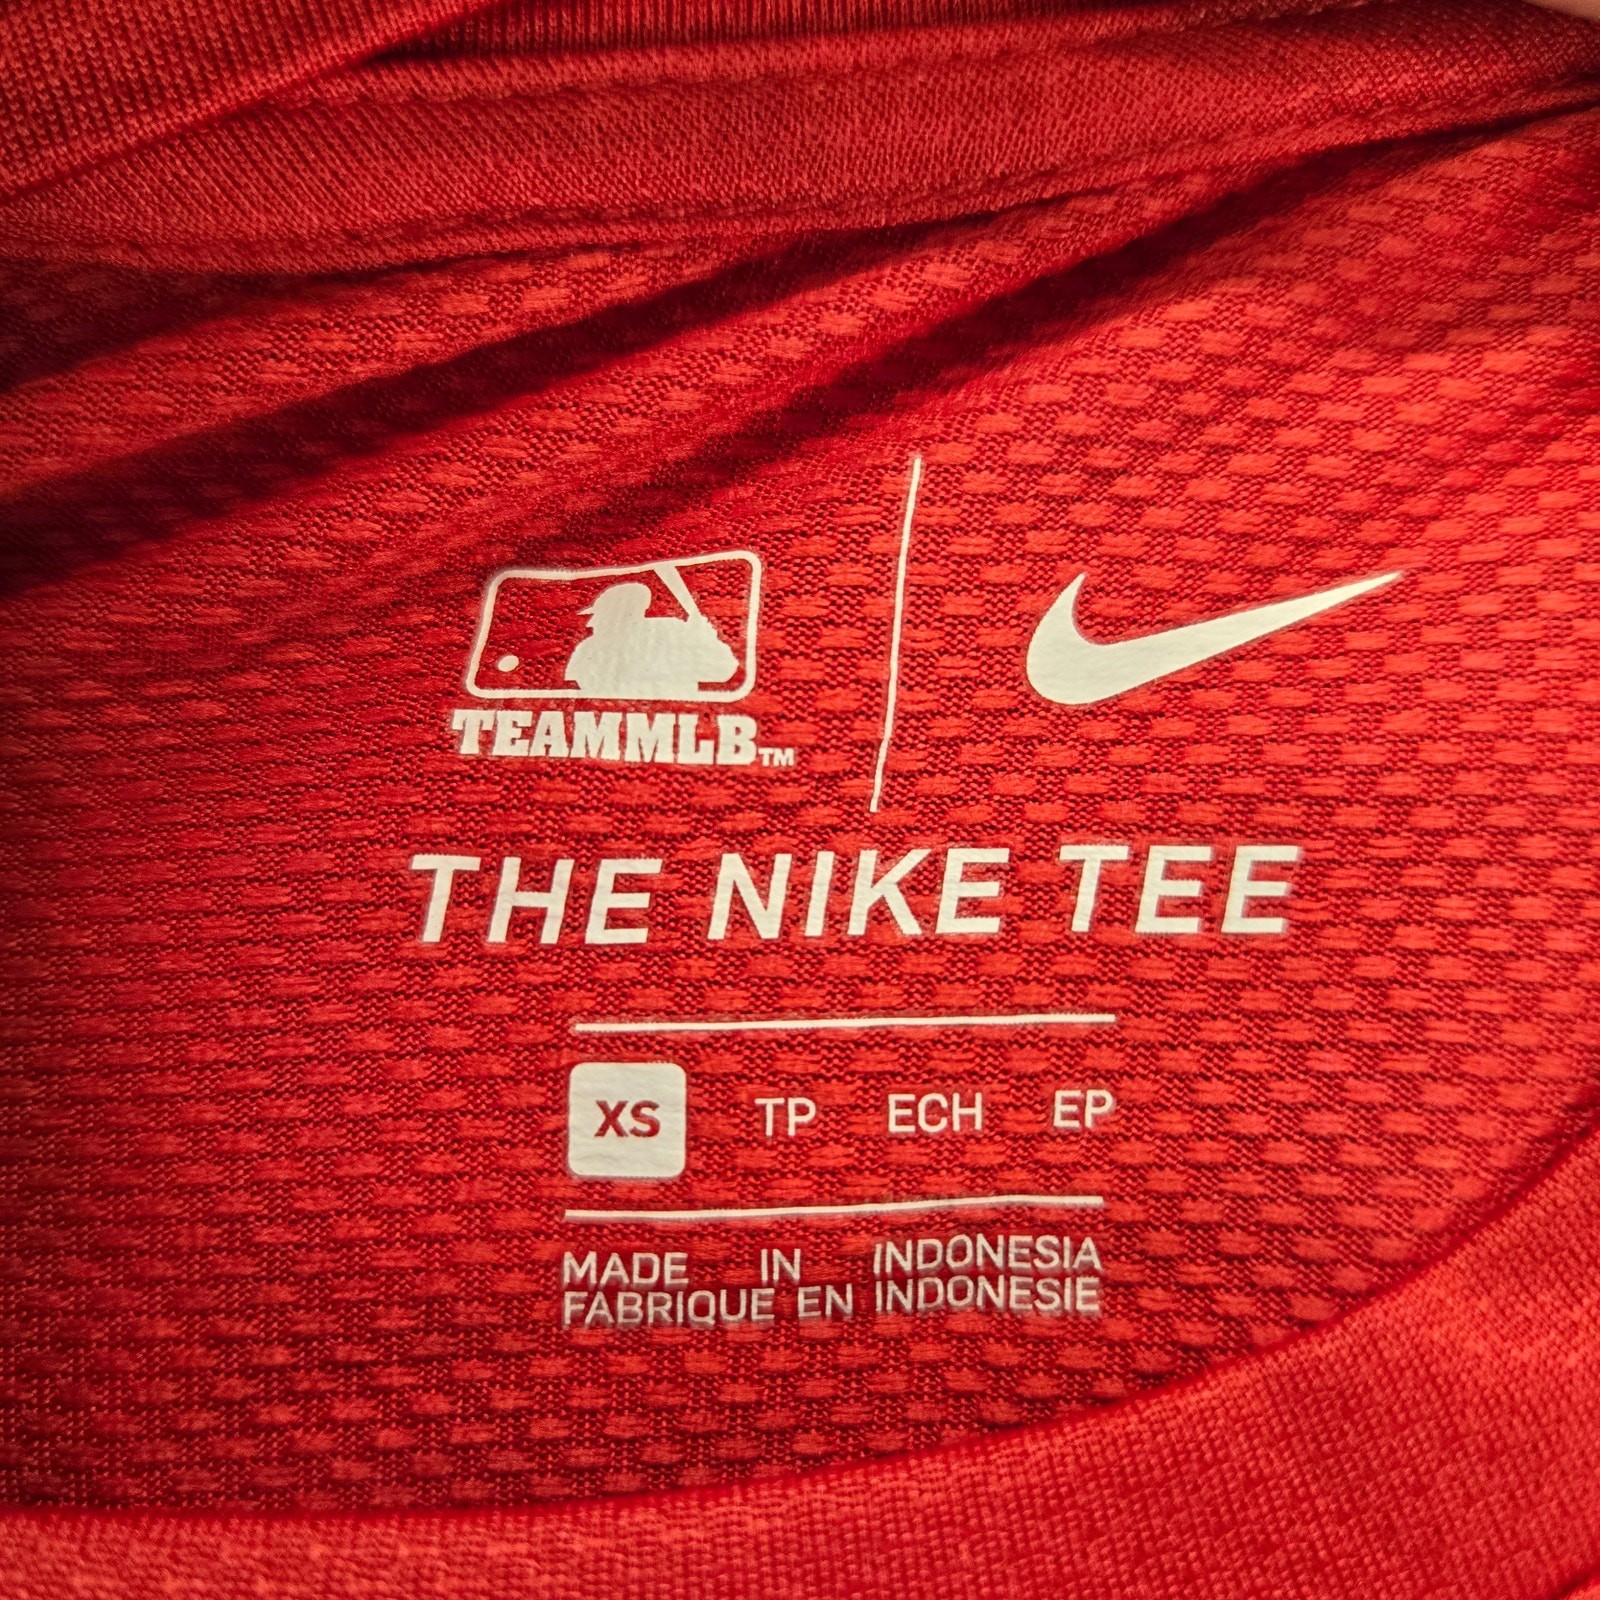 TEAMMLB™
THE NIKE TEE
XS TP ECH EP
MADE IN INDONESIA
FABRIQUE EN INDONESIE